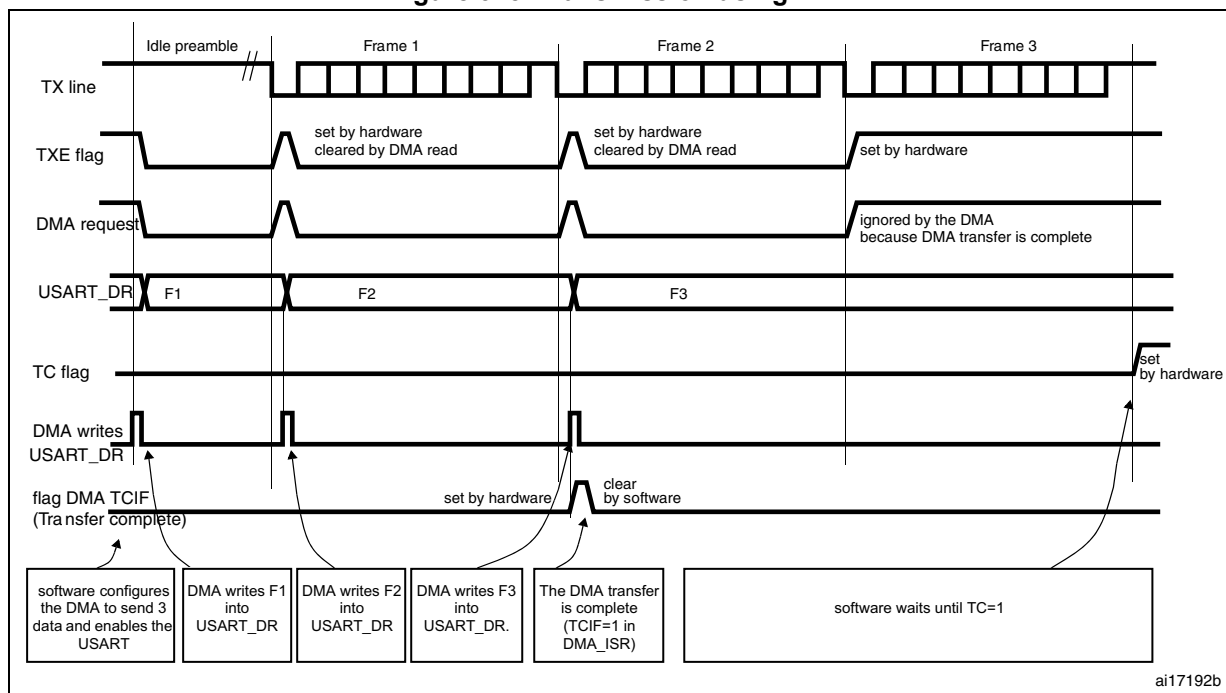 Idle preamble
Frame 1
Frame 2
Frame 3
TX line
TXE flag
set by hardware
cleared by DMA read
set by hardware
cleared by DMA read
set by hardware
DMA request
ignored by the DMA
because DMA transfer is complete
USART_DR
F1
F2
F3
TC flag
set
by hardware
DMA writes
USART_DR
flag DMA TCIF
(Transfer complete)
set by hardware
clear
by software
software configures
the DMA to send 3
data and enables the
USART
DMA writes F1
into
USART_DR
DMA writes F2
into
USART_DR
DMA writes F3
into
USART_DR.
The DMA transfer
is complete
(TCIF=1 in
DMA_ISR)
software waits until TC=1
ai17192b